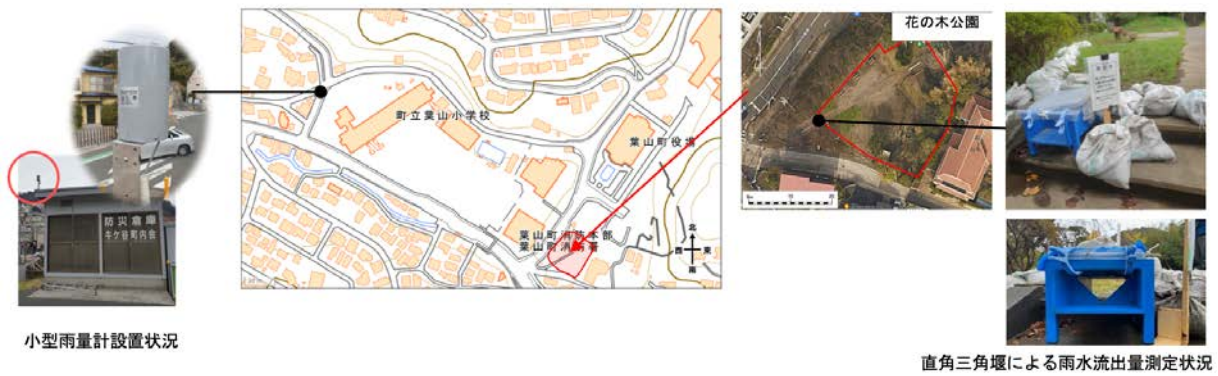 花の木公園
町立葉山小学校
葉山町役場
葉山町消防本部
葉山町消防署
北
西 東
南
防災倉庫
牛ケ谷町内会
小型雨量計設置状況
直角三角堰による雨水流出量測定状況